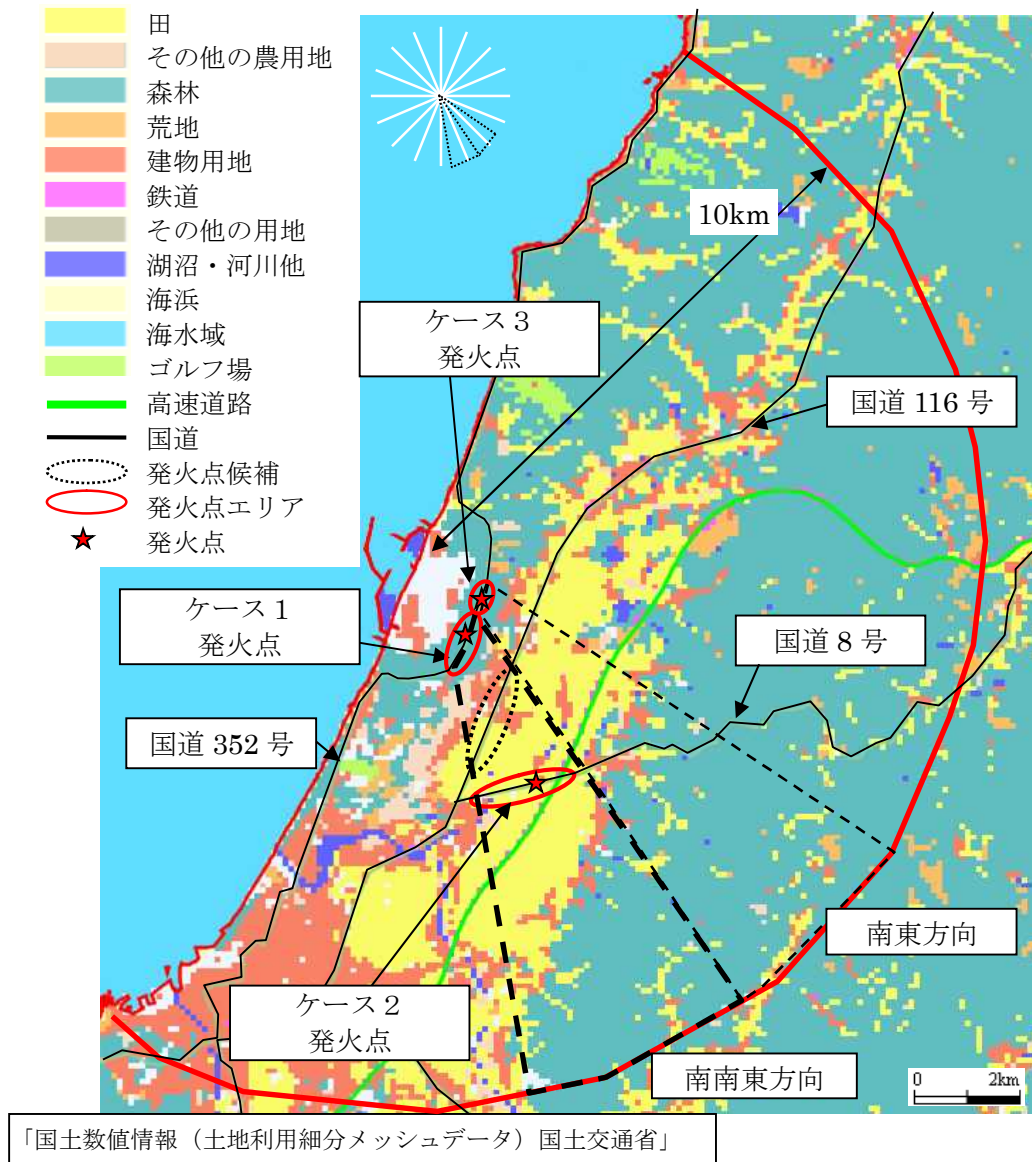 田
その他の農用地
森林
荒地
建物用地
鉄道
その他の用地
湖沼・河川他
海浜
海水域
ゴルフ場
高速道路
国道
発火点候補
発火点エリア
発火点
10km
ケース３
発火点
国道 116 号
ケース１
発火点
国道 8 号
国道 352 号
南東方向
ケース２
発火点
南南東方向
0 2km
「国土数値情報（土地利用細分メッシュデータ）国土交通省」